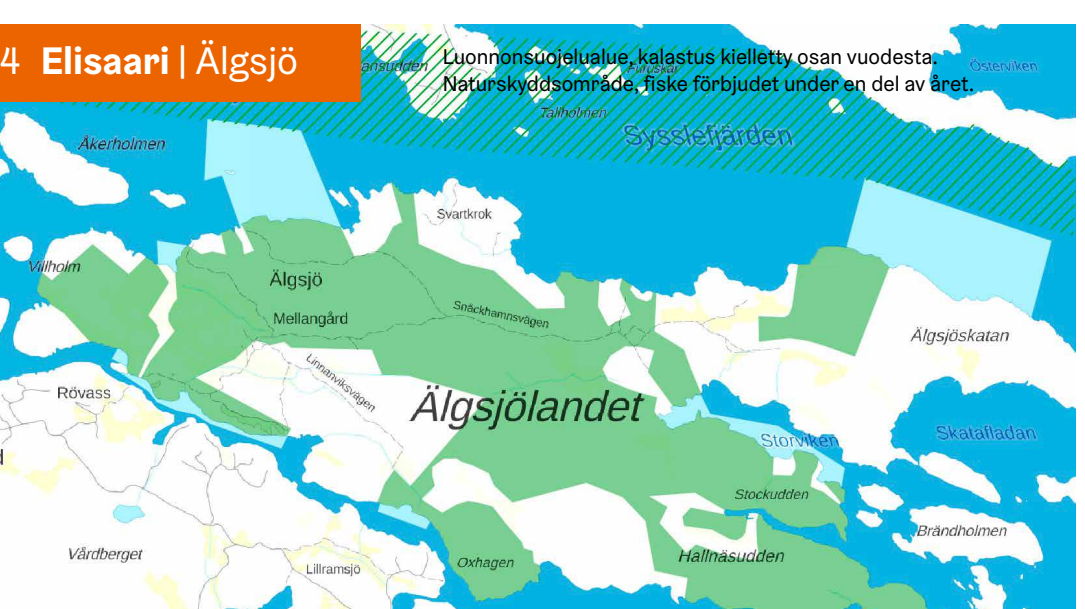 4 Elisaari | Älgsjö
Luonnonsuojelualue, kalastus kielletty osan vuodesta.
Naturskyddsområde, fiske förbjudet under en del av året.
Österviken
Tallholmen
Sysslefjärden
Åkerholmen
Svartkrok
Villholm
Älgsjö
Mellangård
Snäckhamnsvägen
Linnanviksvägen
Älgsjöskatan
Rövass
Älgsjölandet
Storviken
Skatafladan
Stockudden
Brändholmen
Vårdberget
Lillramsjö
Oxhagen
Hallnäsudden